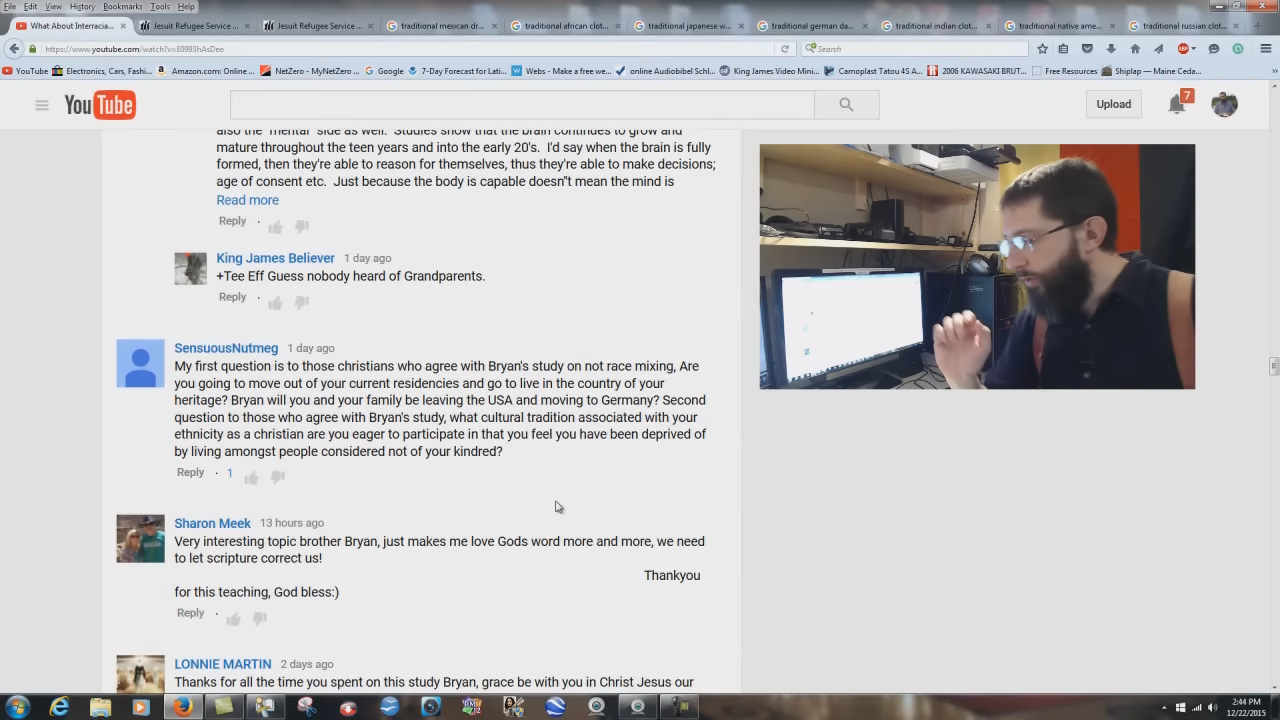 File Edit View History Bookmarks Tools Help
What About Interracia... Jesuit Refugee Service ... Jesuit Refugee Service ... traditional mexican dr... traditional african clot... traditional japanese w... traditional german da... traditional indian clot... traditional native ame... traditional russian clot...
https://www.youtube.com/watch?v=E0993hAsDeo Search
YouTube Electronics, Cars, Fashi... Amazon.com: Online ... NetZero - MyNetZero ... Google 7-Day Forecast for Lati... Webs - Make a free we... online Audiobibel Schl... King James Video Mini... Camoplast Tatou 4S A... 2006 KAWASAKI BRUT... Free Resources Shiplap — Maine Ceda...
YouTube Upload 7
also the "mental" side as well. Studies show that the brain continues to grow and
mature throughout the teen years and into the early 20's. I'd say when the brain is fully
formed, then they're able to reason for themselves, thus they're able to make decisions;
age of consent etc. Just because the body is capable doesn"t mean the mind is
Read more
Reply ·
King James Believer 1 day ago
+Tee Eff Guess nobody heard of Grandparents.
Reply ·
SensuousNutmeg 1 day ago
My first question is to those christians who agree with Bryan's study on not race mixing, Are
you going to move out of your current residencies and go to live in the country of your
heritage? Bryan will you and your family be leaving the USA and moving to Germany? Second
question to those who agree with Bryan's study, what cultural tradition associated with your
ethnicity as a christian are you eager to participate in that you feel you have been deprived of
by living amongst people considered not of your kindred?
Reply · 1
Sharon Meek 13 hours ago
Very interesting topic brother Bryan, just makes me love Gods word more and more, we need
to let scripture correct us!
Thankyou
for this teaching, God bless:)
Reply ·
LONNIE MARTIN 2 days ago
Thanks for all the time you spent on this study Bryan, grace be with you in Christ Jesus our
2:44 PM
12/22/2015